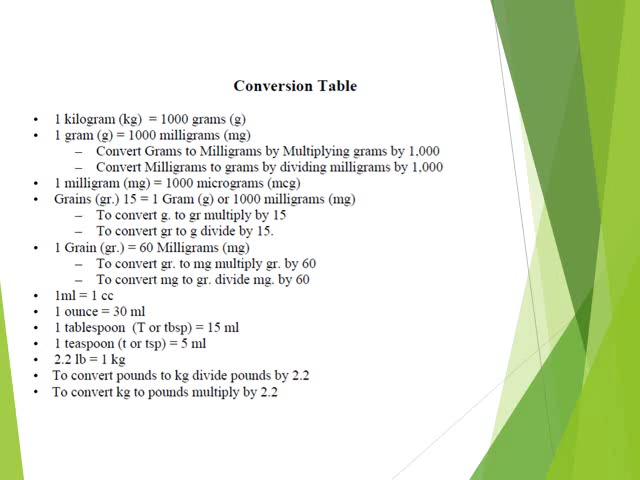 Conversion Table
• 1 kilogram (kg) = 1000 grams (g)
• 1 gram (g) = 1000 milligrams (mg)
– Convert Grams to Milligrams by Multiplying grams by 1,000
– Convert Milligrams to grams by dividing milligrams by 1,000
• 1 milligram (mg) = 1000 micrograms (mcg)
• Grains (gr.) 15 = 1 Gram (g) or 1000 milligrams (mg)
– To convert g. to gr multiply by 15
– To convert gr to g divide by 15.
• 1 Grain (gr.) = 60 Milligrams (mg)
– To convert gr. to mg multiply gr. by 60
– To convert mg to gr. divide mg. by 60
• 1ml = 1 cc
• 1 ounce = 30 ml
• 1 tablespoon (T or tbsp) = 15 ml
• 1 teaspoon (t or tsp) = 5 ml
• 2.2 lb = 1 kg
• To convert pounds to kg divide pounds by 2.2
• To convert kg to pounds multiply by 2.2